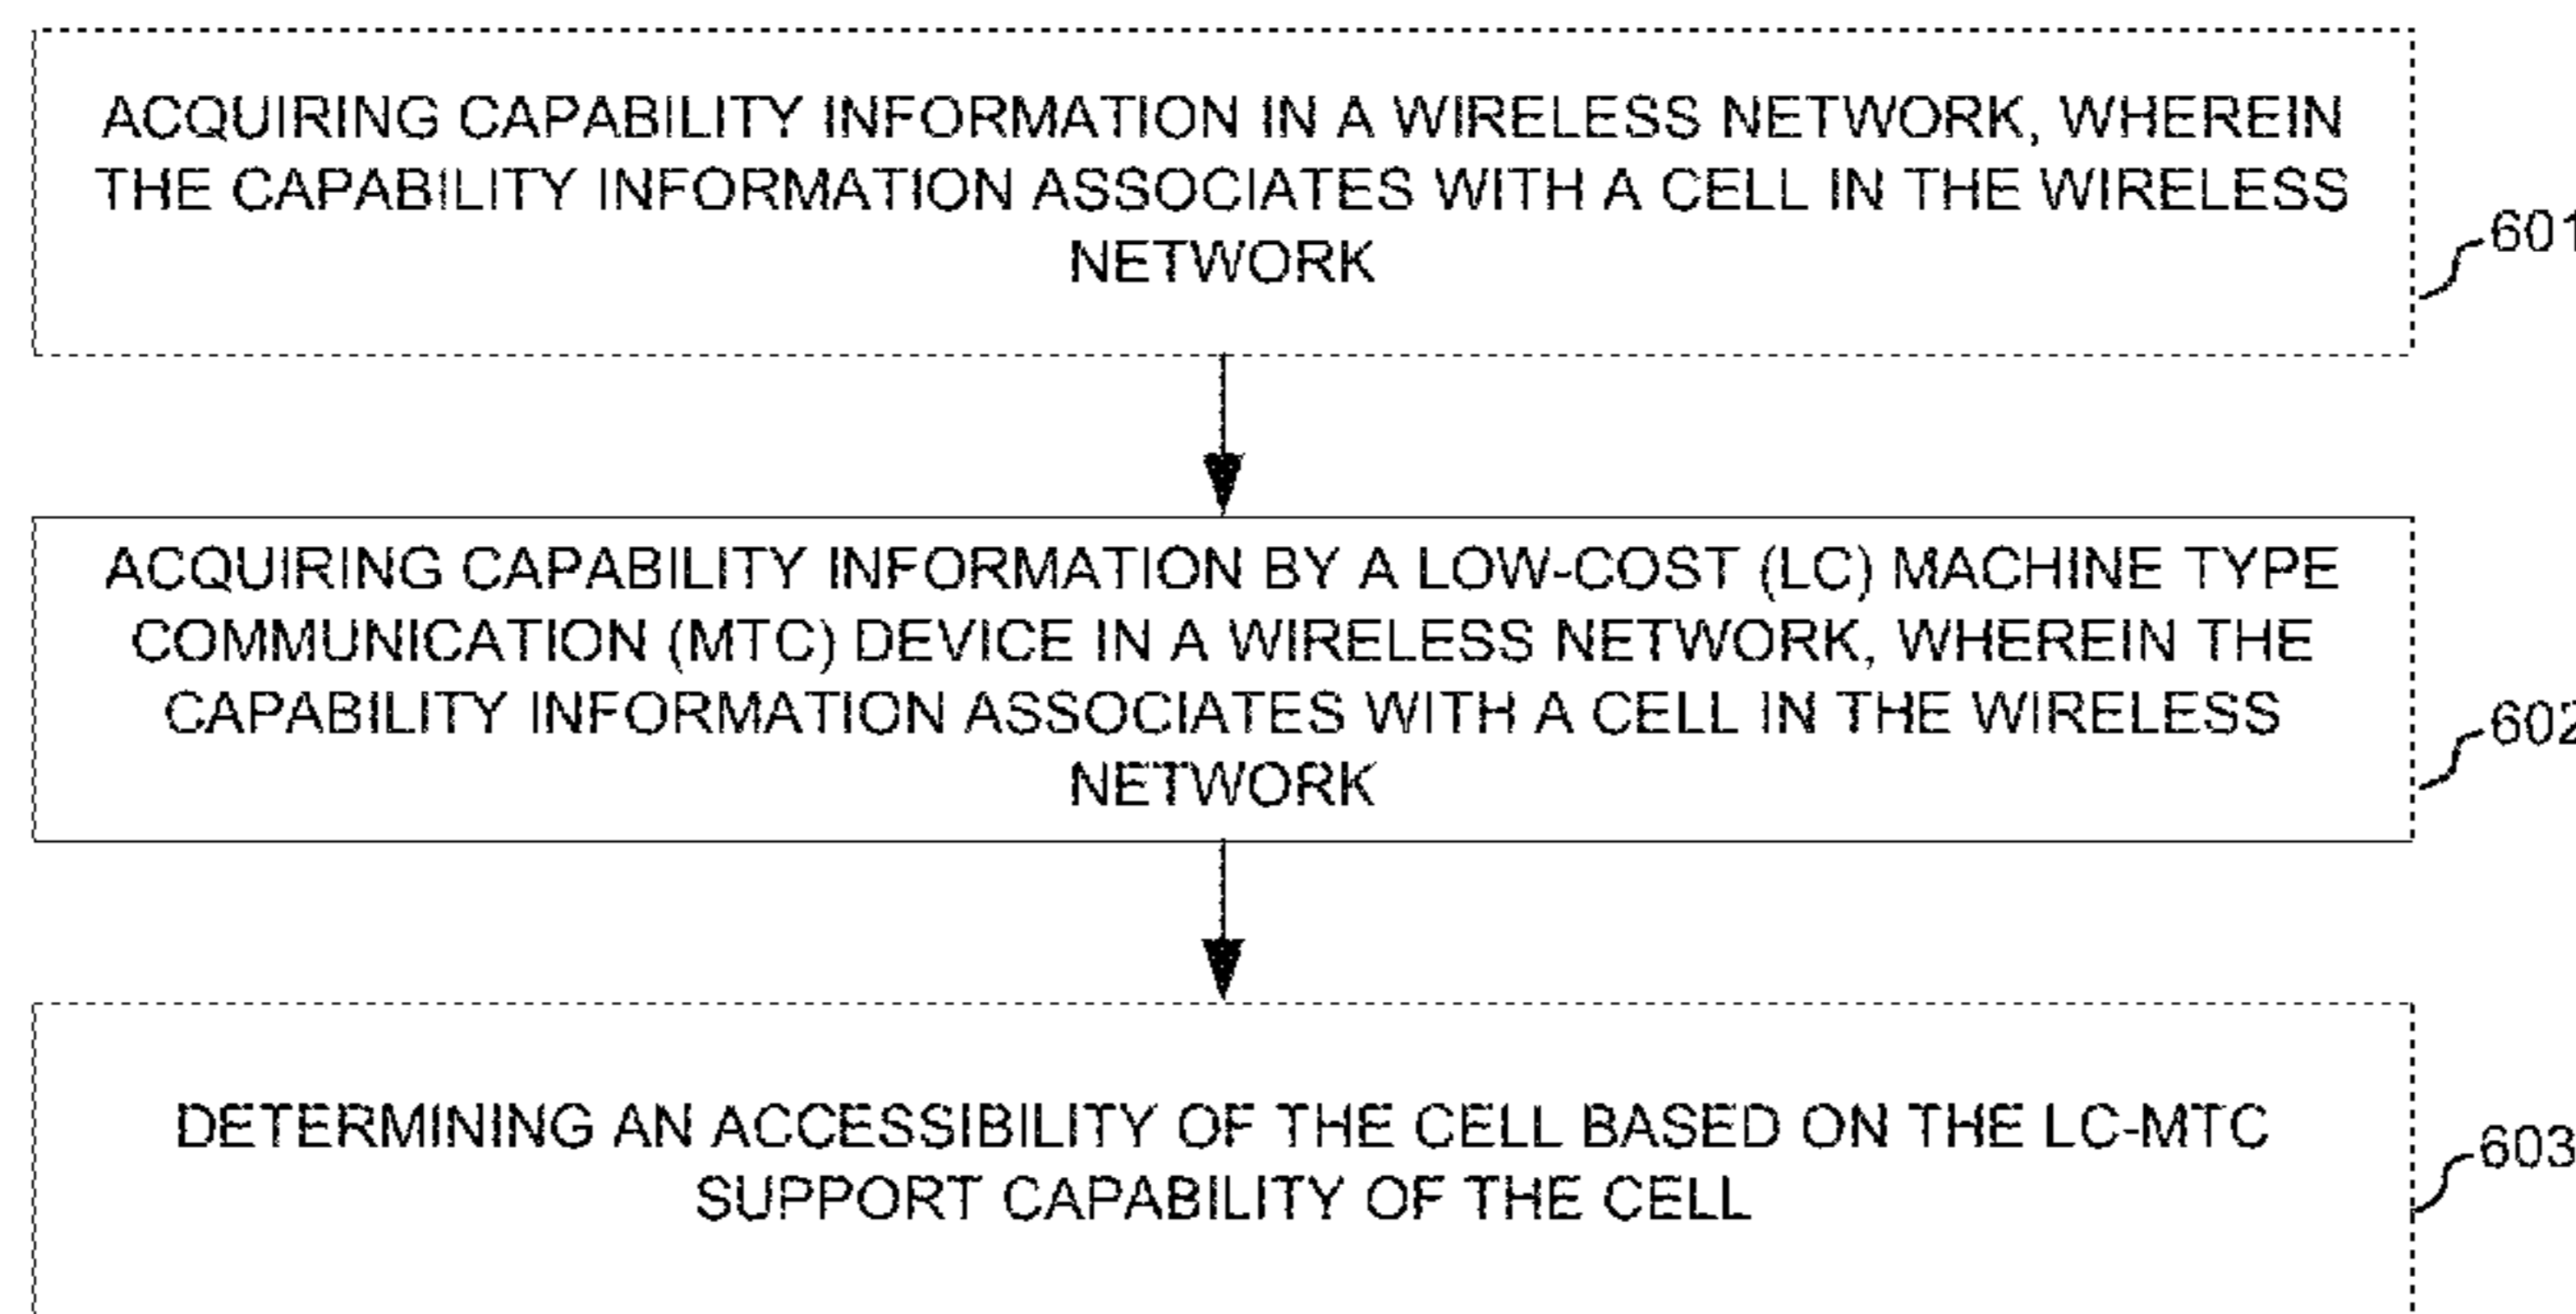 ACQUIRING CAPABILITY INFORMATION IN A WIRELESS NETWORK, WHEREIN
THE CAPABILITY INFORMATION ASSOCIATES WITH A CELL IN THE WIRELESS
NETWORK
601
ACQUIRING CAPABILITY INFORMATION BY A LOW-COST (LC) MACHINE TYPE
COMMUNICATION (MTC) DEVICE IN A WIRELESS NETWORK, WHEREIN THE
CAPABILITY INFORMATION ASSOCIATES WITH A CELL IN THE WIRELESS
NETWORK
602
DETERMINING AN ACCESSIBILITY OF THE CELL BASED ON THE LC-MTC
SUPPORT CAPABILITY OF THE CELL
603